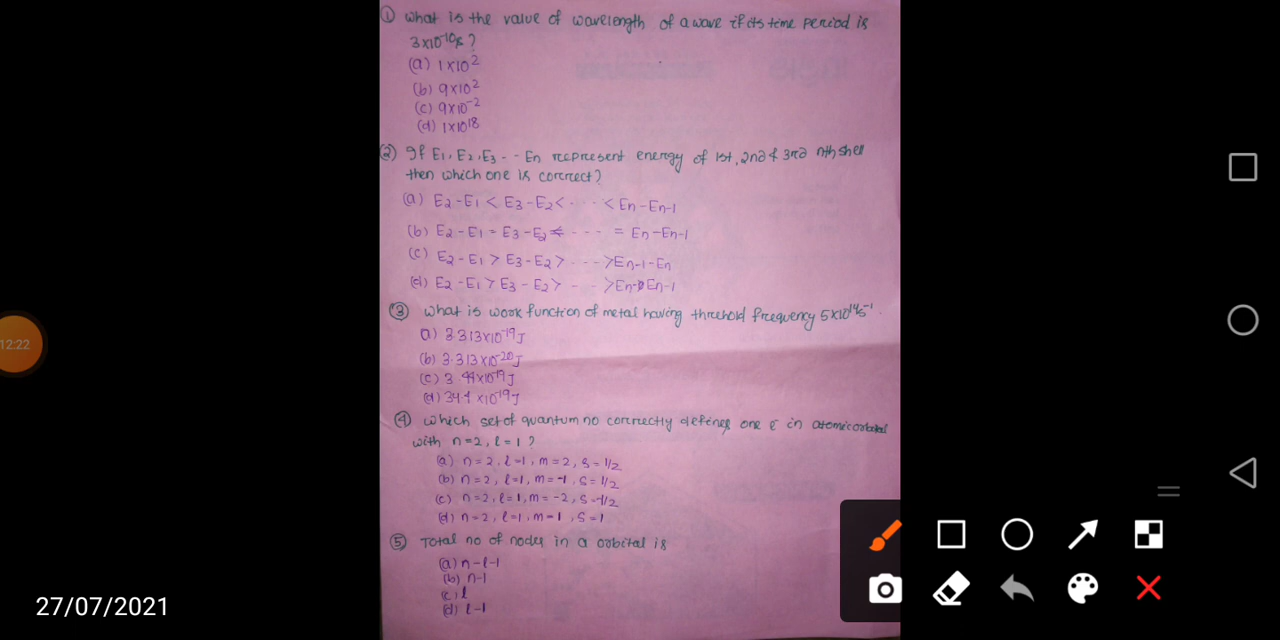 ① What is the value of wavelength of a wave if its time period is
3×10⁻¹⁰s?
(a) 1×10²
(b) 9×10²
(c) 9×10⁻²
(d) 1×10¹⁸
② If E₁, E₂, E₃ - - En represent energy of 1st, 2nd & 3rd nth shell
then which one is correct?
(a) E₂-E₁ < E₃-E₂< - - - < En-En-1
(b) E₂-E₁ = E₃-E₂ = - - - = En-En-1
(c) E₂-E₁ > E₃-E₂> - - - >En-1-En
(d) E₂-E₁ > E₃-E₂> - - - >En-En-1
③ What is work function of metal having threhold frequency 5×10¹⁴s⁻¹.
a) 3.313×10⁻¹⁹J
(b) 3.313×10⁻²⁰J
(c) 3.44×10⁻¹⁹J
(d) 344×10⁻¹⁹J
④ Which set of quantum no correctly defines one e in atomic orbital
with n=2, l=1?
(a) n=2, l=1, m=2, s=1/2
(b) n=2, l=1, m=-1, s=1/2
(c) n=2, l=1, m=-2, s=-1/2
(d) n=2, l=1, m=1, s=1
⑤ Total no of nodes in a orbital is
(a) n-l-1
(b) n-1
(c) l
(d) l-1
12:22
27/07/2021